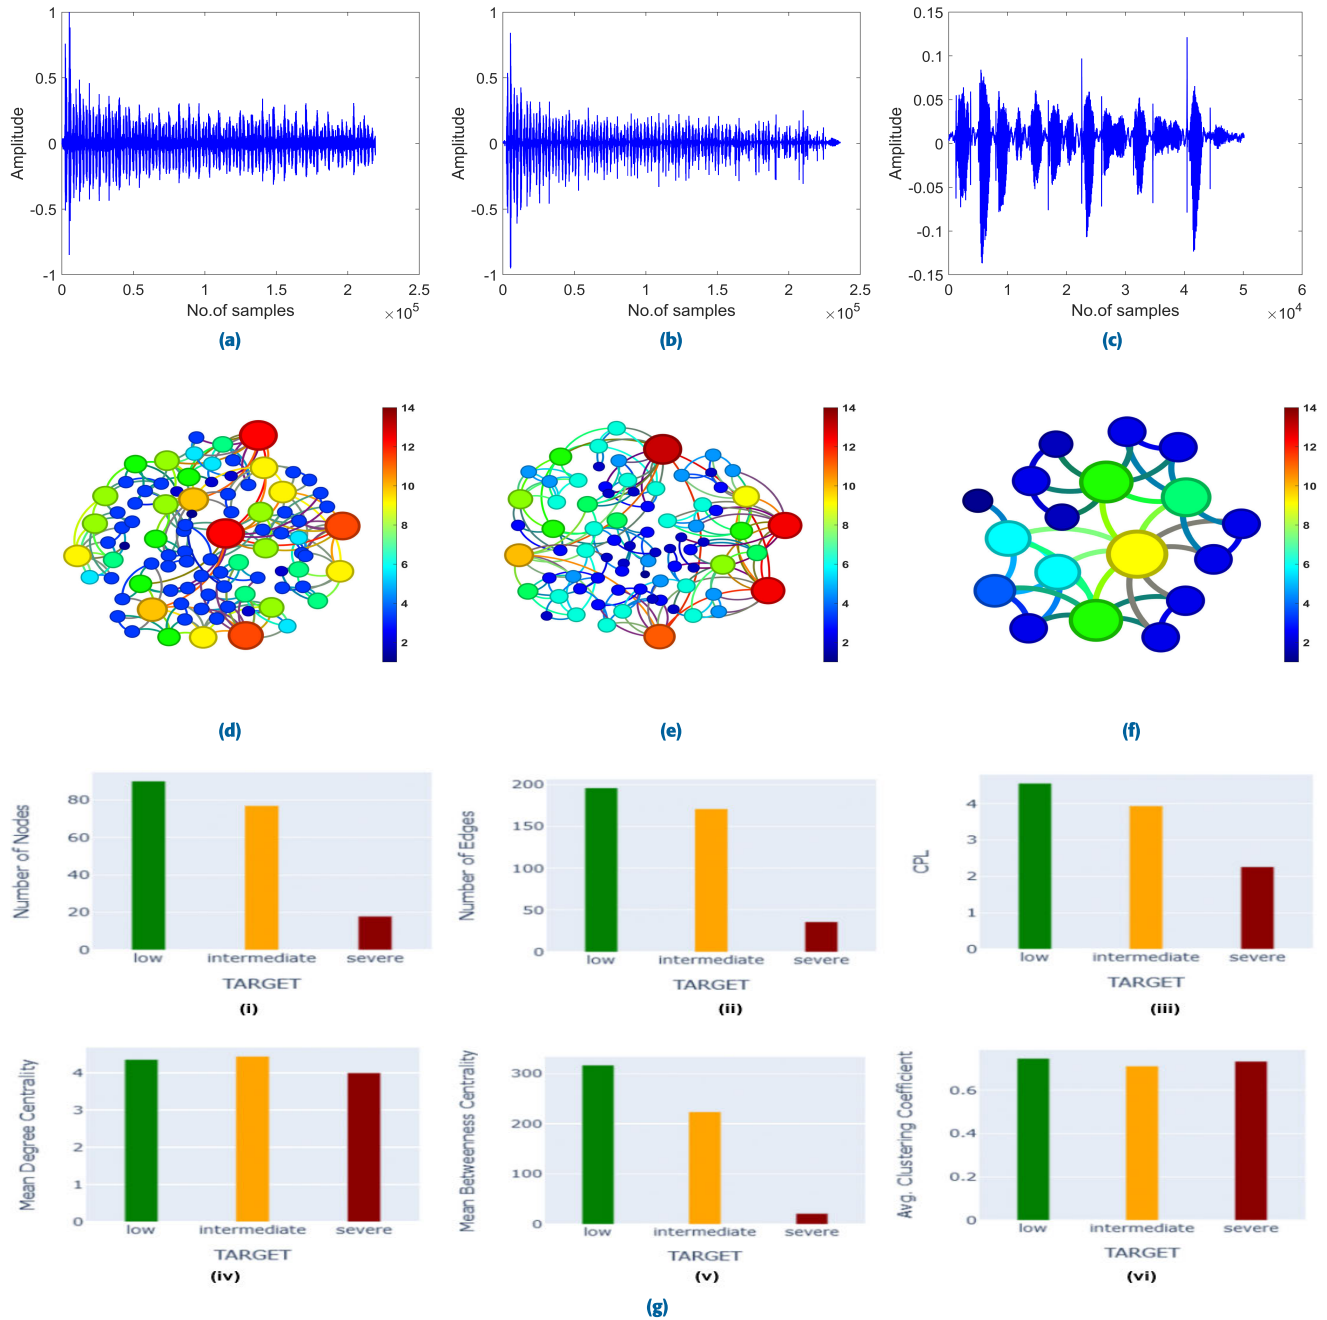 1
0.5
0
-0.5
-1
Amplitude
0 0.5 1 1.5 2 2.5
No.of samples
×10⁵
(a)
1
0.5
0
-0.5
-1
Amplitude
0 0.5 1 1.5 2 2.5
No.of samples
×10⁵
(b)
0.15
0.1
0.05
0
-0.05
-0.1
-0.15
Amplitude
0 1 2 3 4 5 6
No.of samples
×10⁴
(c)
14
12
10
8
6
4
2
(d)
14
12
10
8
6
4
2
(e)
14
12
10
8
6
4
2
(f)
Number of Nodes
80
60
40
20
0
low intermediate severe
TARGET
(i)
Number of Edges
200
150
100
50
0
low intermediate severe
TARGET
(ii)
CPL
4
3
2
1
0
low intermediate severe
TARGET
(iii)
Mean Degree Centrality
4
3
2
1
0
low intermediate severe
TARGET
(iv)
Mean Betweenness Centrality
300
200
100
0
low intermediate severe
TARGET
(v)
Avg. Clustering Coefficient
0.6
0.4
0.2
0
low intermediate severe
TARGET
(vi)
(g)